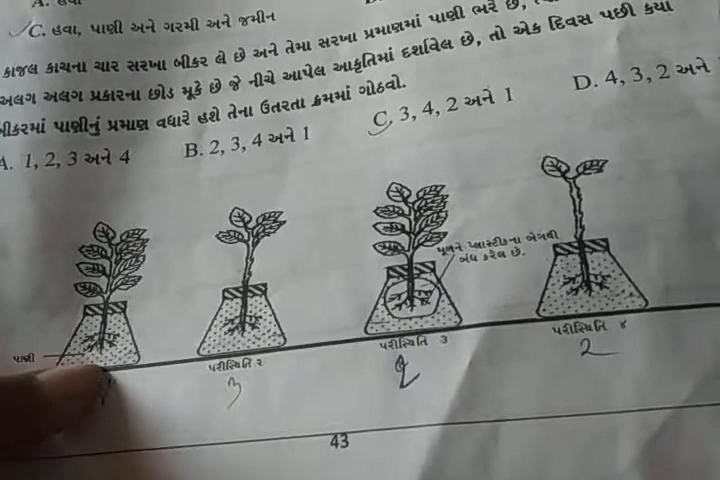 C. હવા, પાણી અને ગરમી અને જમીન
કાજલ કાચના ચાર સરખા બીકર લે છે અને તેમા સરખા પ્રમાણમાં પાણી ભરે છે,
અલગ અલગ પ્રકારના છોડ મૂકે છે જે નીચે આપેલ આકૃતિમાં દર્શાવેલ છે, તો એક દિવસ પછી કયા
બીકરમાં પાણીનું પ્રમાણ વધારે હશે તેના ઉતરતા ક્રમમાં ગોઠવો.
A. 1, 2, 3 અને 4 B. 2, 3, 4 અને 1 C. 3, 4, 2 અને 1 D. 4, 3, 2 અને
મૂળને પ્લાસ્ટીકના બેગથી
બંધ કરેલ છે.
પાણી
પરીસ્થિતિ ૨ પરીસ્થિતિ ૩ પરીસ્થિતિ ૪
3 2
43